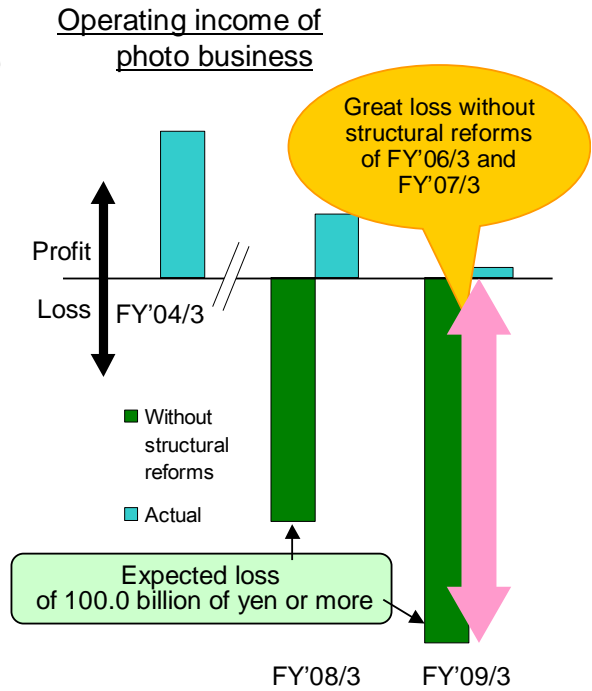 Operating income of
photo business
Great loss without
structural reforms
of FY'06/3 and
FY'07/3
Profit
Loss
FY'04/3
Without
structural
reforms
Actual
Expected loss
of 100.0 billion of yen or more
FY'08/3
FY'09/3